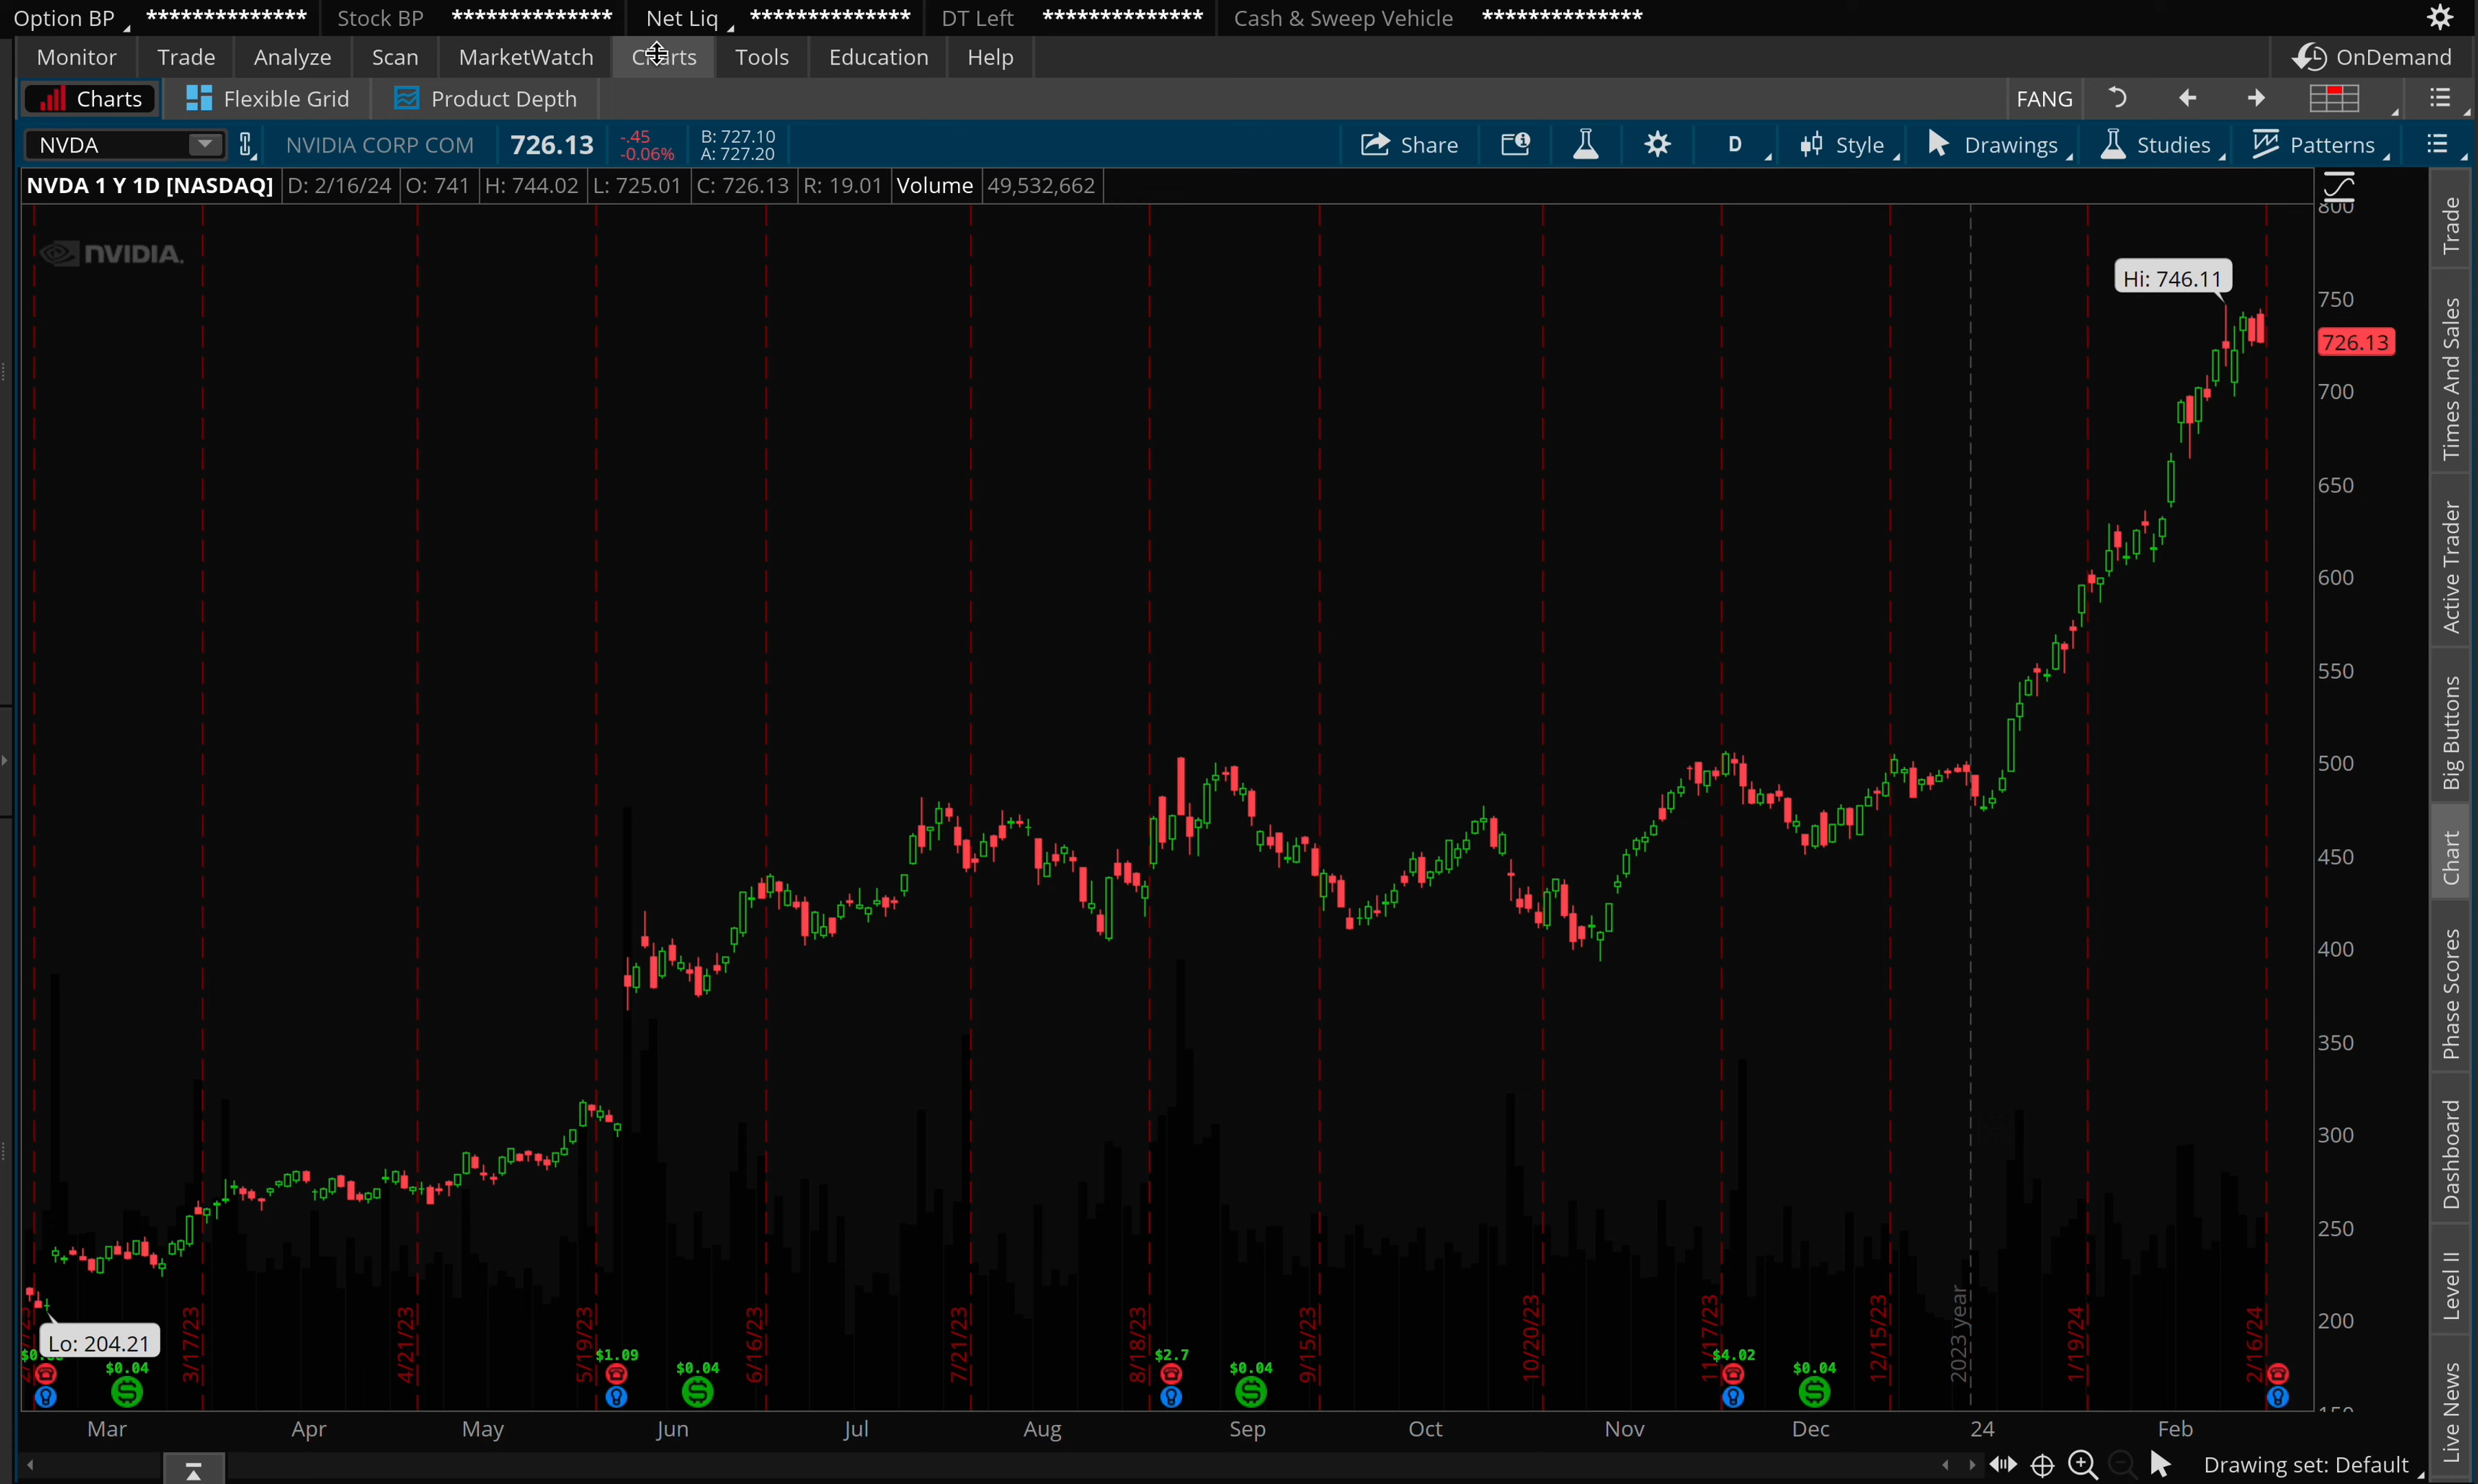 Option BP ************** Stock BP ************** Net Liq ************** DT Left ************** Cash & Sweep Vehicle **************
Monitor Trade Analyze Scan MarketWatch Charts Tools Education Help OnDemand
Charts Flexible Grid Product Depth FANG
NVDA NVIDIA CORP COM 726.13 -.45 B: 727.10 Share D Style Drawings Studies Patterns
-0.06% A: 727.20
NVDA 1 Y 1D [NASDAQ] D: 2/16/24 O: 741 H: 744.02 L: 725.01 C: 726.13 R: 19.01 Volume 49,532,662
NVIDIA.
800
Hi: 746.11
750
726.13
700
650
600
550
500
450
400
350
300
250
200
150
Lo: 204.21
3/17/23
4/21/23
5/19/23
6/16/23
7/21/23
8/18/23
9/15/23
10/20/23
11/17/23
12/15/23
2023 year
1/19/24
2/16/24
$0.04
$1.09
$0.04
$2.7
$0.04
$4.02
$0.04
Mar Apr May Jun Jul Aug Sep Oct Nov Dec 24 Feb
Drawing set: Default
Trade
Times And Sales
Active Trader
Big Buttons
Chart
Phase Scores
Dashboard
Level II
Live News